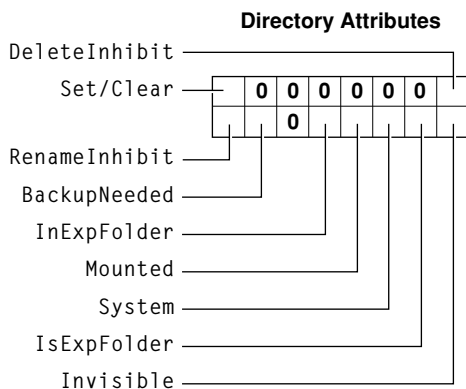 Directory Attributes
DeleteInhibit
Set/Clear 0 0 0 0 0 0
0
RenameInhibit
BackupNeeded
InExpFolder
Mounted
System
IsExpFolder
Invisible